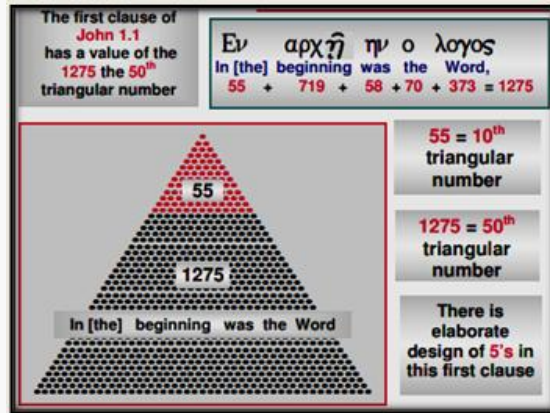 The first clause of
John 1.1
has a value of the
1275 the 50th
triangular number
Εν αρχῇ ην ο λογος
In [the] beginning was the Word,
55 + 719 + 58 + 70 + 373 = 1275
55 = 10th
triangular
number
1275 = 50th
triangular
number
There is
elaborate
design of 5's in
this first clause
55
1275
In [the] beginning was the Word